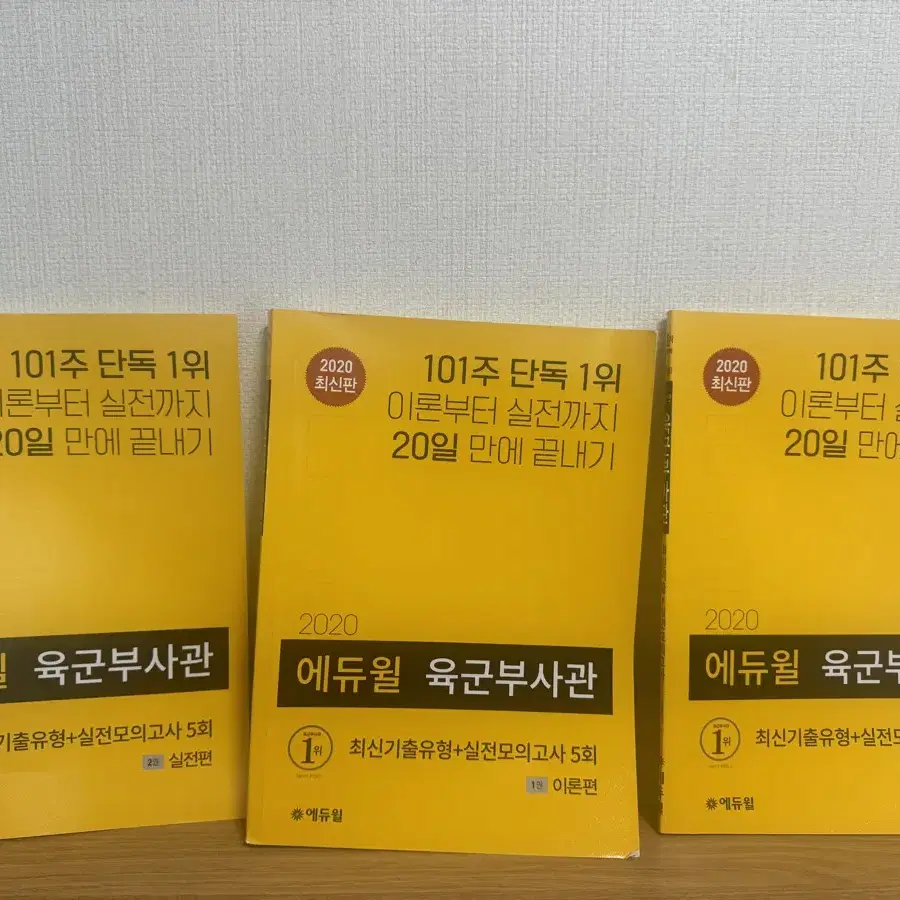 101주 단독 1위
이론부터 실전까지
20일 만에 끝내기
윌 육군부사관
기출유형+실전모의고사 5회
2권 실전편
2020
최신판
101주 단독 1위
이론부터 실전까지
20일 만에 끝내기
2020
에듀윌 육군부사관
1위
최신기출유형+실전모의고사 5회
1권 이론편
에듀윌
2020
최신판
101주
이론부터
20일 만에
2020
에듀윌 육군부
1위
최신기출유형+실전모
에듀윌